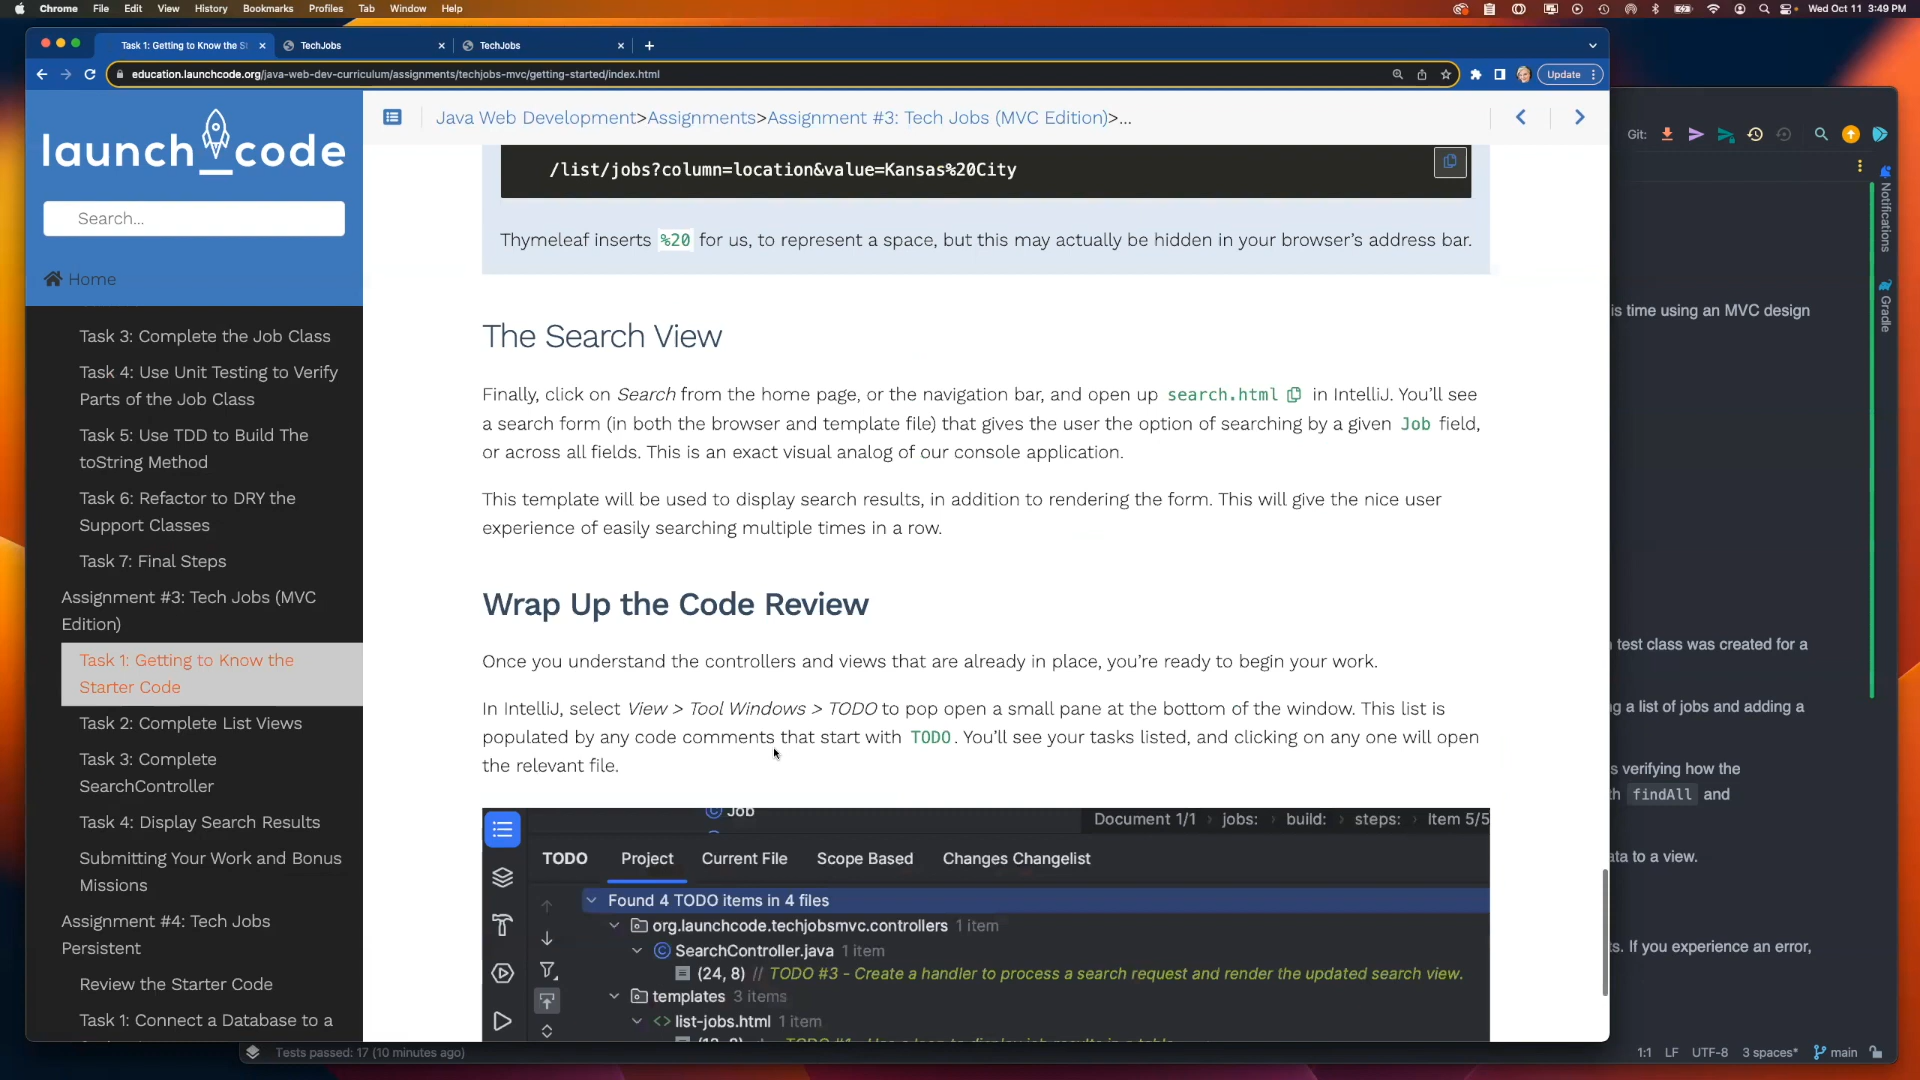 Chrome File Edit View History Bookmarks Profiles Tab Window Help Wed Oct 11 3:49 PM
Task 1: Getting to Know the St TechJobs TechJobs
education.launchcode.org/java-web-dev-curriculum/assignments/techjobs-mvc/getting-started/index.html Update
launch code
Search...
Home
Task 3: Complete the Job Class
Task 4: Use Unit Testing to Verify
Parts of the Job Class
Task 5: Use TDD to Build The
toString Method
Task 6: Refactor to DRY the
Support Classes
Task 7: Final Steps
Assignment #3: Tech Jobs (MVC
Edition)
Task 1: Getting to Know the
Starter Code
Task 2: Complete List Views
Task 3: Complete
SearchController
Task 4: Display Search Results
Submitting Your Work and Bonus
Missions
Assignment #4: Tech Jobs
Persistent
Review the Starter Code
Task 1: Connect a Database to a
Java Web Development>Assignments>Assignment #3: Tech Jobs (MVC Edition)>...
/list/jobs?column=location&value=Kansas%20City
Thymeleaf inserts %20 for us, to represent a space, but this may actually be hidden in your browser's address bar.
The Search View
Finally, click on Search from the home page, or the navigation bar, and open up search.html in IntelliJ. You'll see
a search form (in both the browser and template file) that gives the user the option of searching by a given Job field,
or across all fields. This is an exact visual analog of our console application.
This template will be used to display search results, in addition to rendering the form. This will give the nice user
experience of easily searching multiple times in a row.
Wrap Up the Code Review
Once you understand the controllers and views that are already in place, you're ready to begin your work.
In IntelliJ, select View > Tool Windows > TODO to pop open a small pane at the bottom of the window. This list is
populated by any code comments that start with TODO. You'll see your tasks listed, and clicking on any one will open
the relevant file.
Job
Document 1/1 › jobs: › build: › steps: › Item 5/5
TODO Project Current File Scope Based Changes Changelist
Found 4 TODO items in 4 files
org.launchcode.techjobsmvc.controllers 1 item
SearchController.java 1 item
(24, 8) // TODO #3 - Create a handler to process a search request and render the updated search view.
templates 3 items
list-jobs.html 1 item
Git:
Notifications
Gradle
is time using an MVC design
test class was created for a
g a list of jobs and adding a
s verifying how the
h findAll and
ata to a view.
s. If you experience an error,
Tests passed: 17 (10 minutes ago)
1:1 LF UTF-8 3 spaces* main